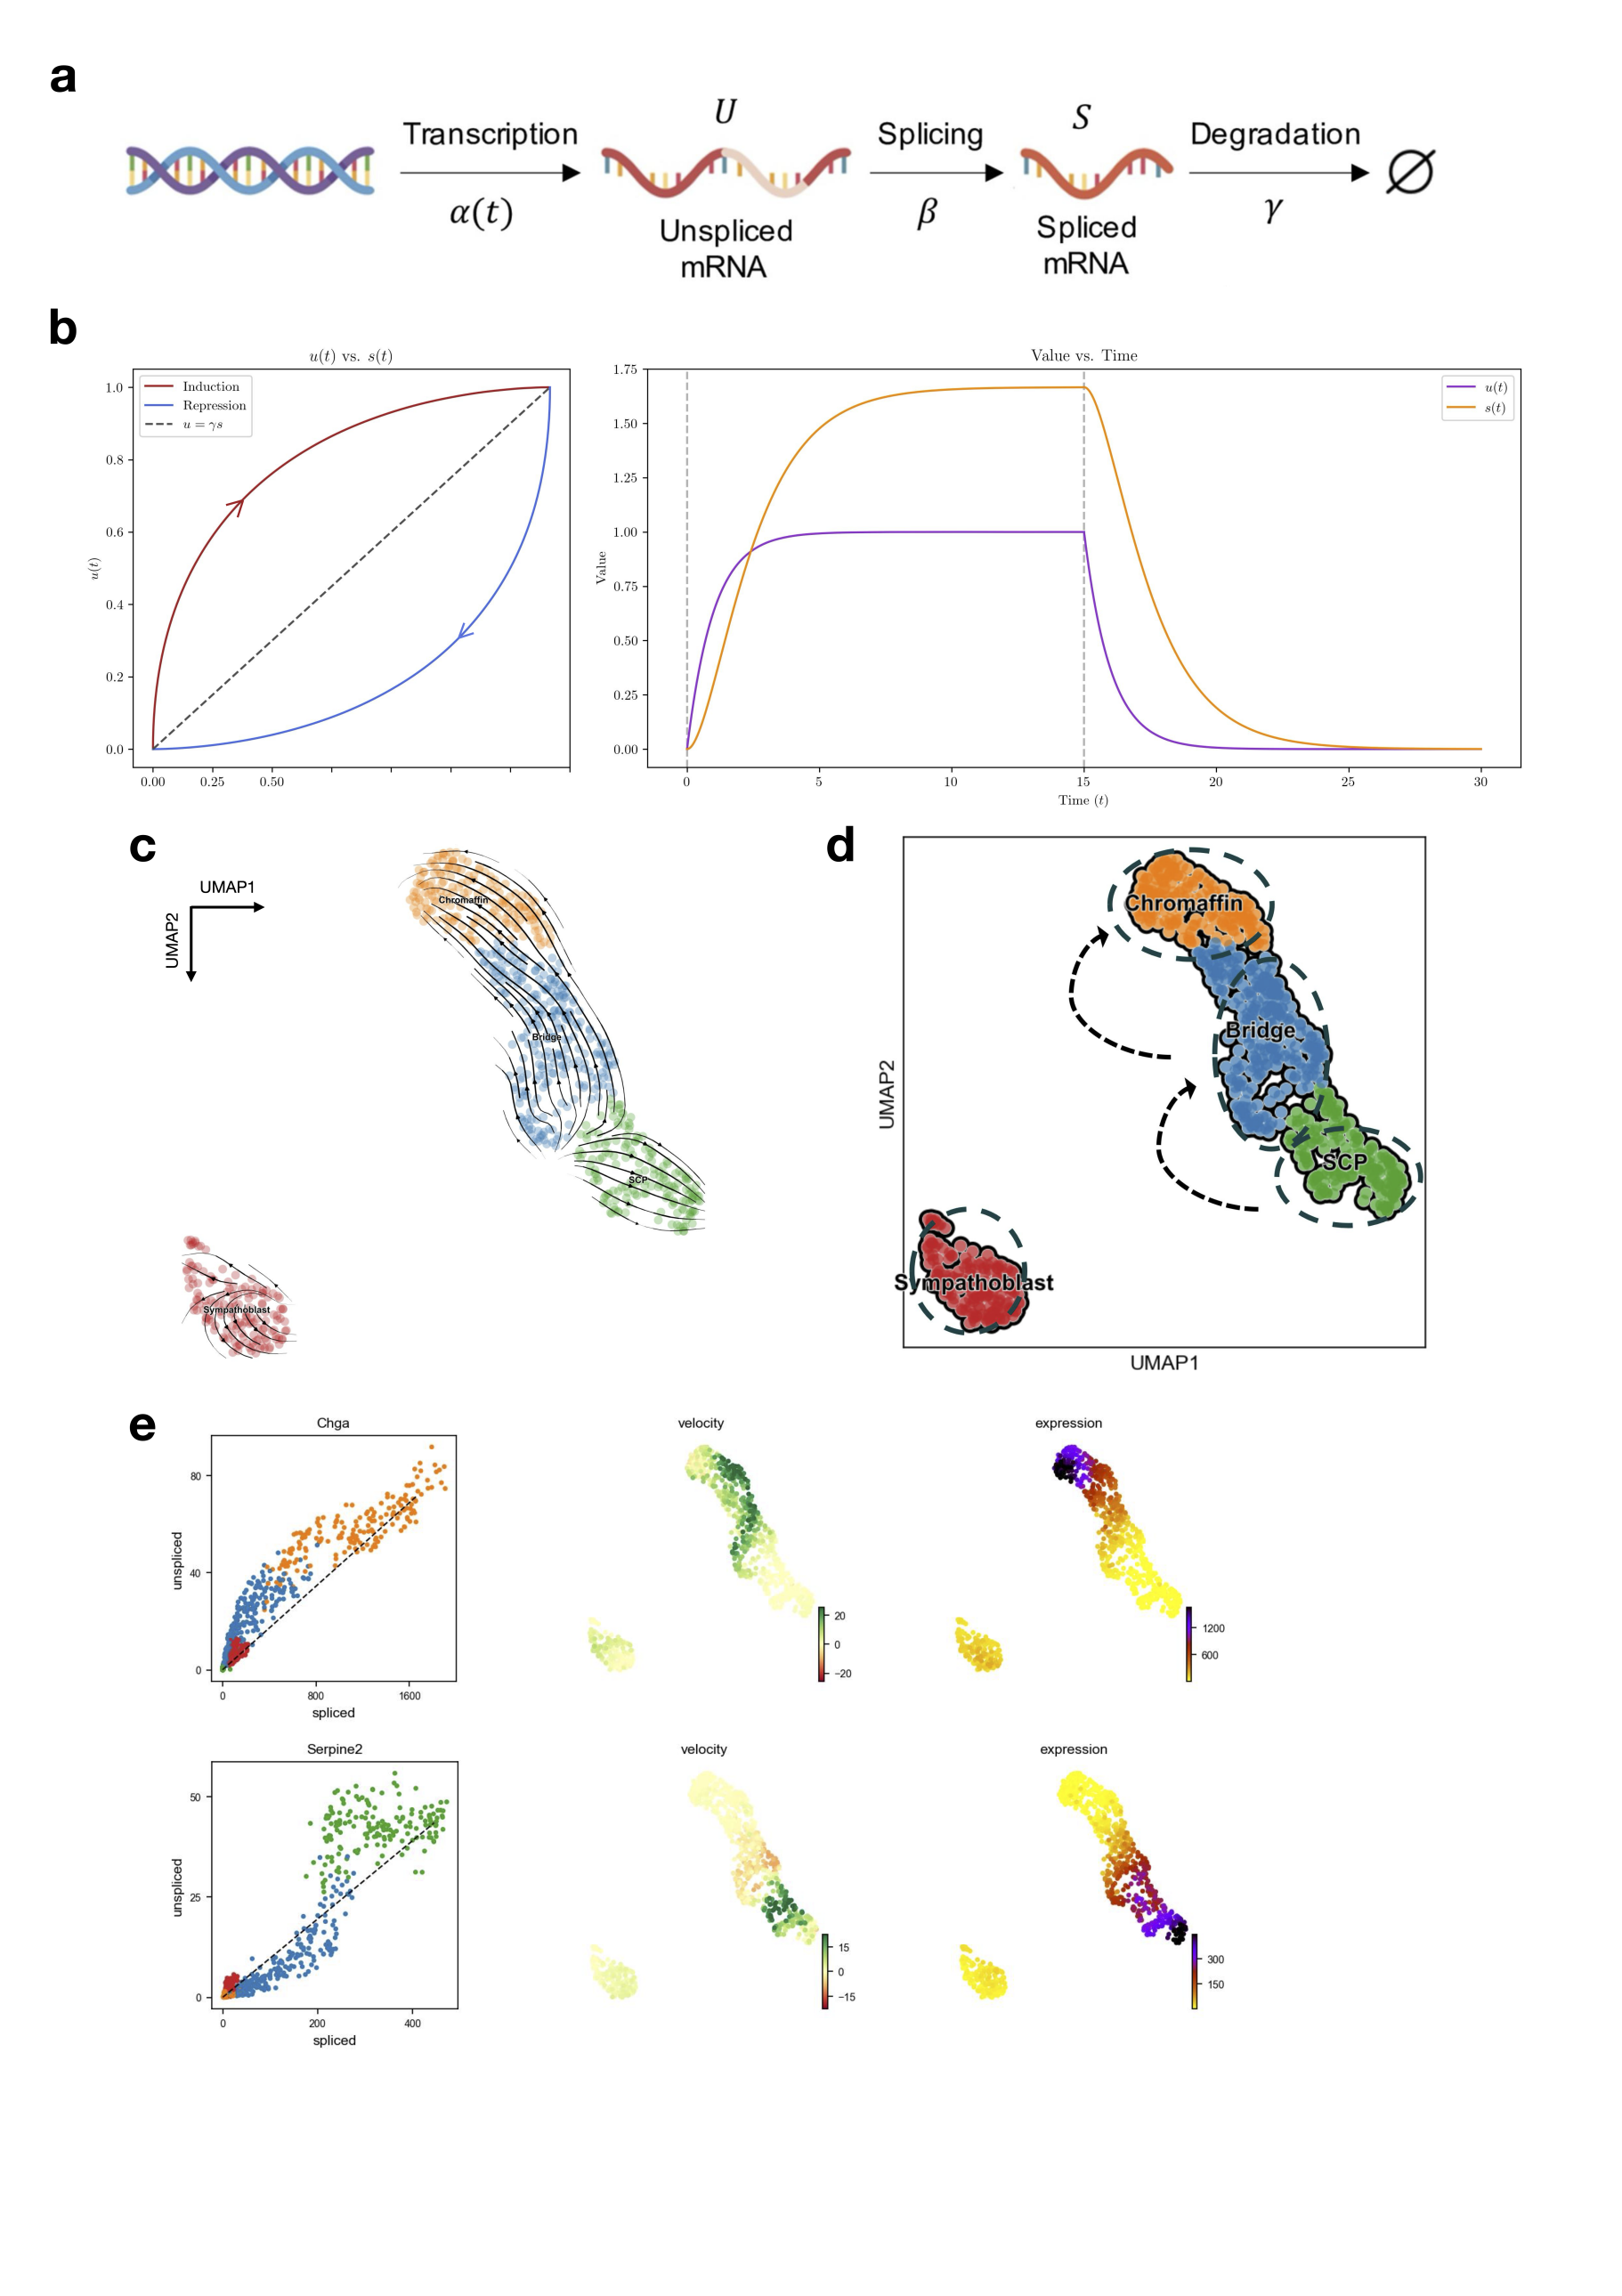 a
Transcription
α(t)
U
Unspliced
mRNA
Splicing
β
S
Spliced
mRNA
Degradation
γ
∅
b
u(t) vs. s(t)
Induction
Repression
u = γs
u(t)
1.0
0.8
0.6
0.4
0.2
0.0
0.00 0.25 0.50
Value vs. Time
u(t)
s(t)
Value
1.75
1.50
1.25
1.00
0.75
0.50
0.25
0.00
0 5 10 15 20 25 30
Time (t)
c
UMAP1
UMAP2
Chromaffin
Bridge
SCP
Sympathoblast
d
Chromaffin
Bridge
SCP
Sympathoblast
UMAP2
UMAP1
e
Chga
unspliced
80
40
0
0 800 1600
spliced
velocity
20
0
−20
expression
1200
600
Serpine2
unspliced
50
25
0
0 200 400
spliced
velocity
15
0
−15
expression
300
150